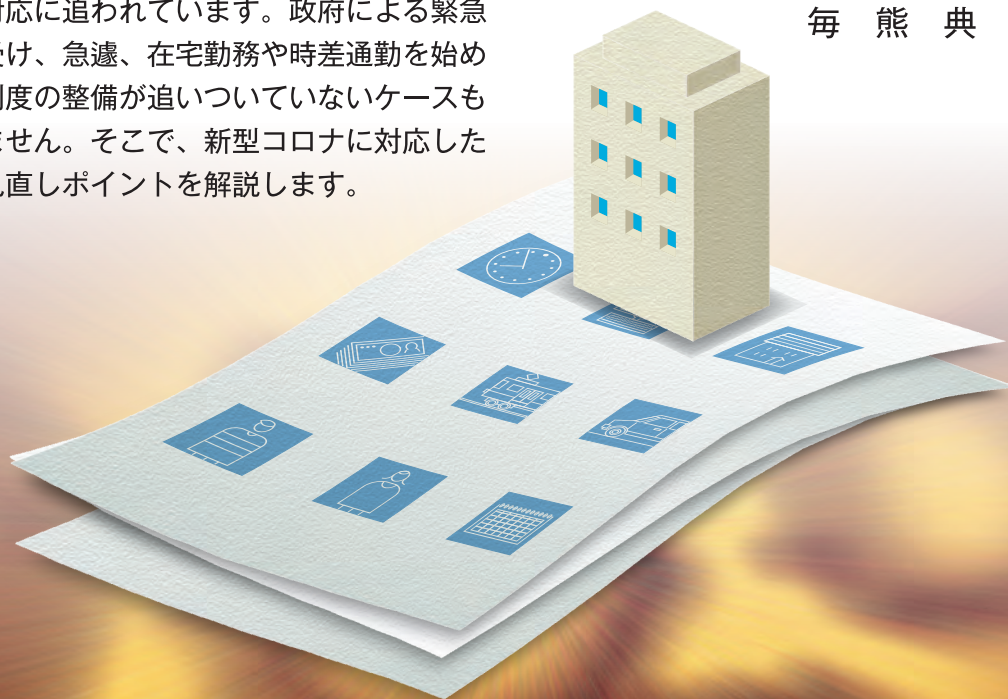 対応に追われています。政府による緊急
受け、急遽、在宅勤務や時差通勤を始め
制度の整備が追いついていないケースも
ません。そこで、新型コロナに対応した
見直しポイントを解説します。
毎熊典